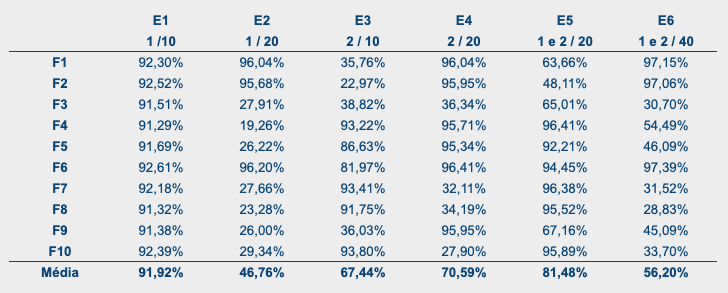 E1 E2 E3 E4 E5 E6
1 /10 1 / 20 2 / 10 2 / 20 1 e 2 / 20 1 e 2 / 40
F1 92,30% 96,04% 35,76% 96,04% 63,66% 97,15%
F2 92,52% 95,68% 22,97% 95,95% 48,11% 97,06%
F3 91,51% 27,91% 38,82% 36,34% 65,01% 30,70%
F4 91,29% 19,26% 93,22% 95,71% 96,41% 54,49%
F5 91,69% 26,22% 86,63% 95,34% 92,21% 46,09%
F6 92,61% 96,20% 81,97% 96,41% 94,45% 97,39%
F7 92,18% 27,66% 93,41% 32,11% 96,38% 31,52%
F8 91,32% 23,28% 91,75% 34,19% 95,52% 28,83%
F9 91,38% 26,00% 36,03% 95,95% 67,16% 45,09%
F10 92,39% 29,34% 93,80% 27,90% 95,89% 33,70%
Média 91,92% 46,76% 67,44% 70,59% 81,48% 56,20%